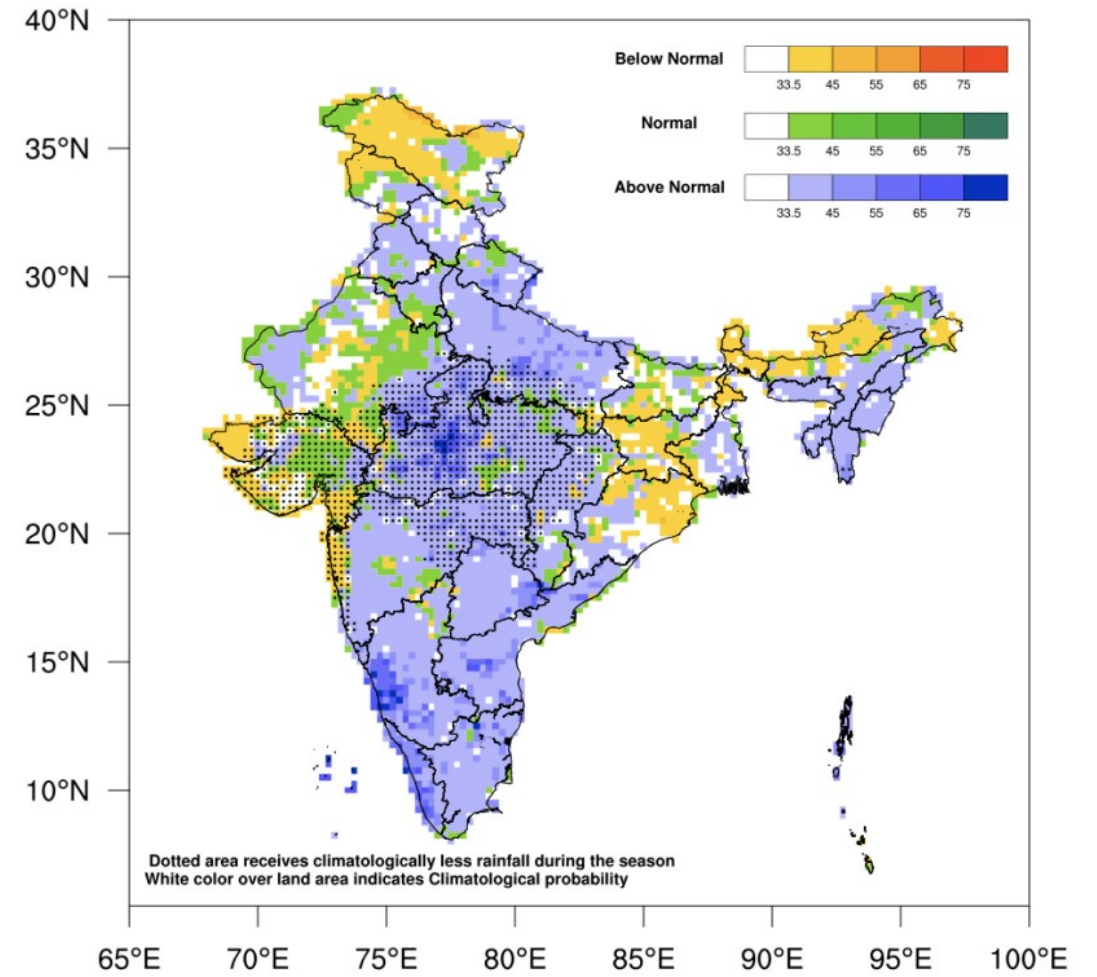 40°N
Below Normal
33.5 45 55 65 75
Normal
33.5 45 55 65 75
35°N
Above Normal
33.5 45 55 65 75
30°N
25°N
20°N
15°N
10°N
Dotted area receives climatologically less rainfall during the season
White color over land area indicates Climatological probability
65°E 70°E 75°E 80°E 85°E 90°E 95°E 100°E